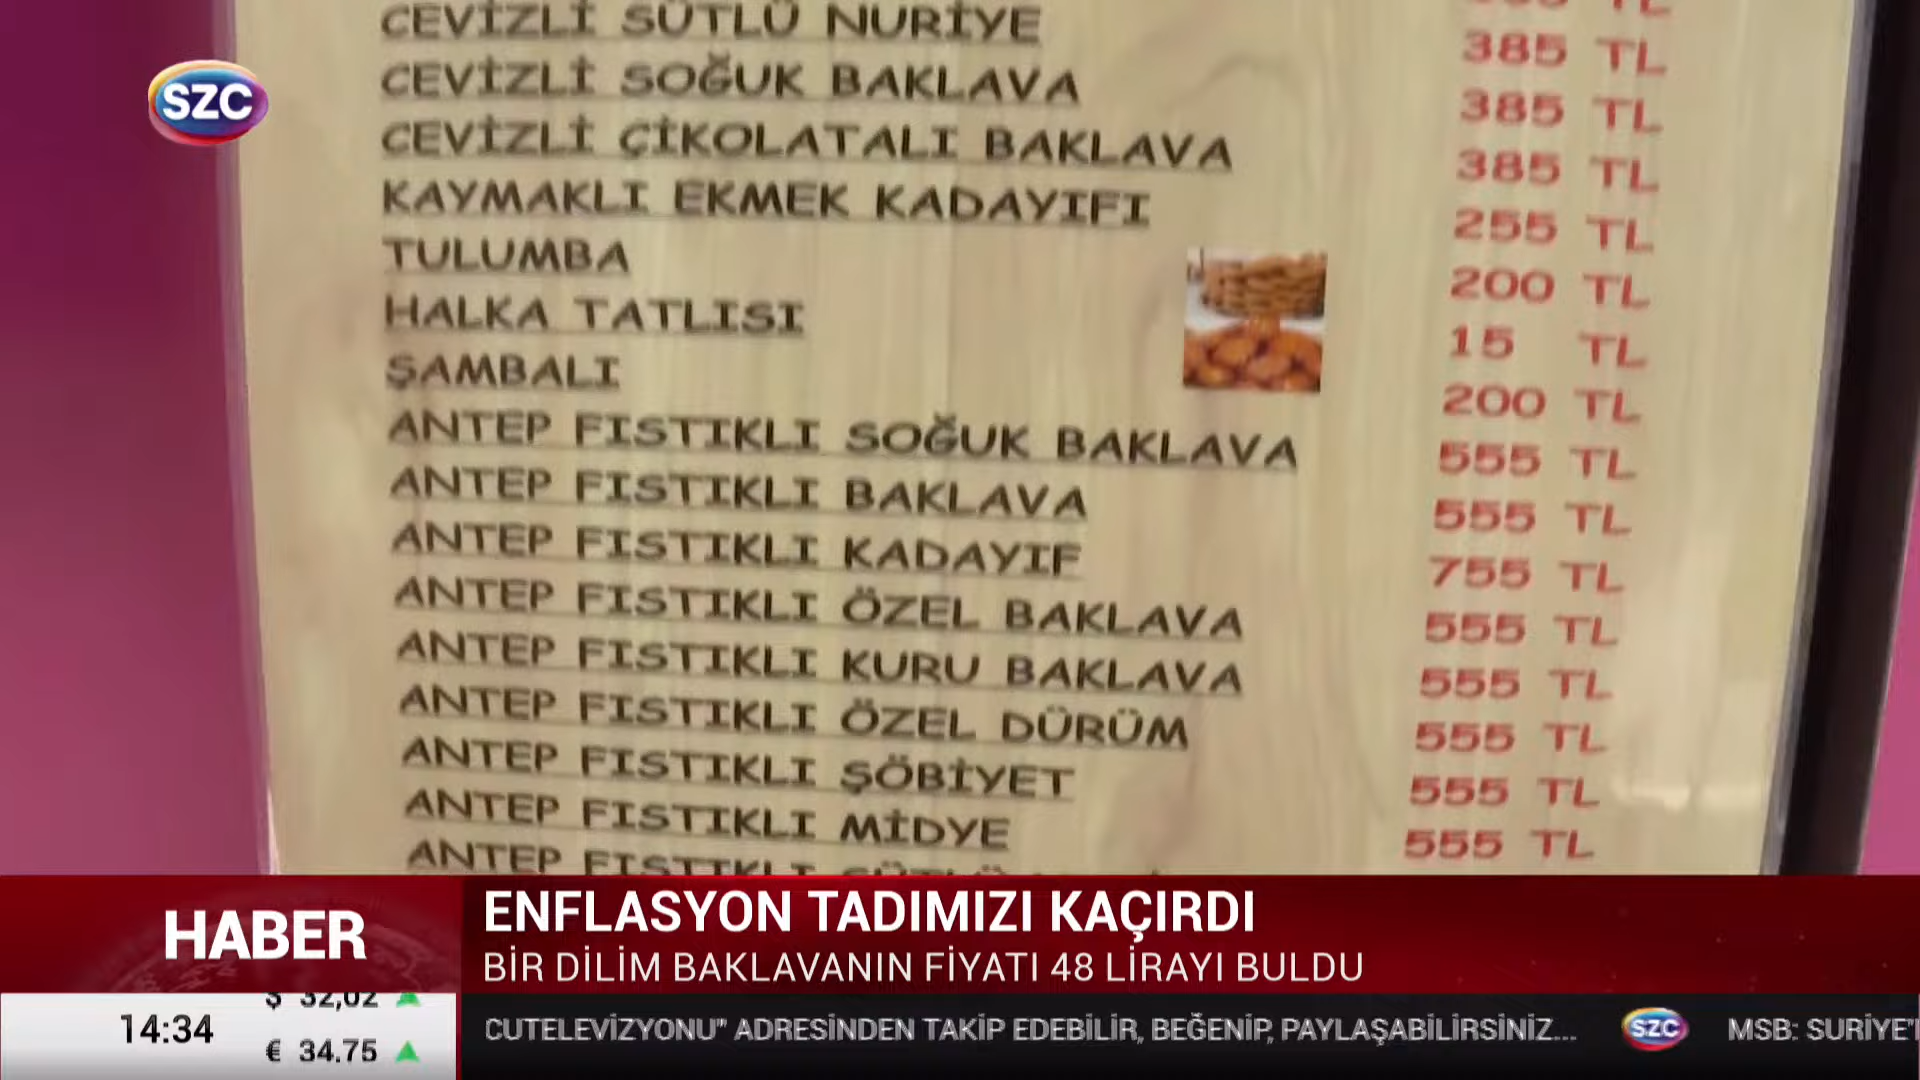 CEVİZLİ SÜTLÜ NURİYE 385 TL
CEVİZLİ SOĞUK BAKLAVA 385 TL
CEVİZLİ ÇİKOLATALI BAKLAVA 385 TL
KAYMAKLI EKMEK KADAYIFI 255 TL
TULUMBA 200 TL
HALKA TATLISI 15 TL
ŞAMBALI 200 TL
ANTEP FISTIKLI SOĞUK BAKLAVA 555 TL
ANTEP FISTIKLI BAKLAVA 555 TL
ANTEP FISTIKLI KADAYIF 755 TL
ANTEP FISTIKLI ÖZEL BAKLAVA 555 TL
ANTEP FISTIKLI KURU BAKLAVA 555 TL
ANTEP FISTIKLI ÖZEL DÜRÜM 555 TL
ANTEP FISTIKLI ŞÖBİYET 555 TL
ANTEP FISTIKLI MİDYE 555 TL
ANTEP FISTIKLI
SZC
HABER
ENFLASYON TADIMIZI KAÇIRDI
BİR DİLİM BAKLAVANIN FİYATI 48 LİRAYI BULDU
14:34
$ 32,02
€ 34.75
CUTELEVİZYONU" ADRESİNDEN TAKİP EDEBİLİR, BEĞENİP, PAYLAŞABİLİRSİNİZ... SZC MSB: SURİYE'